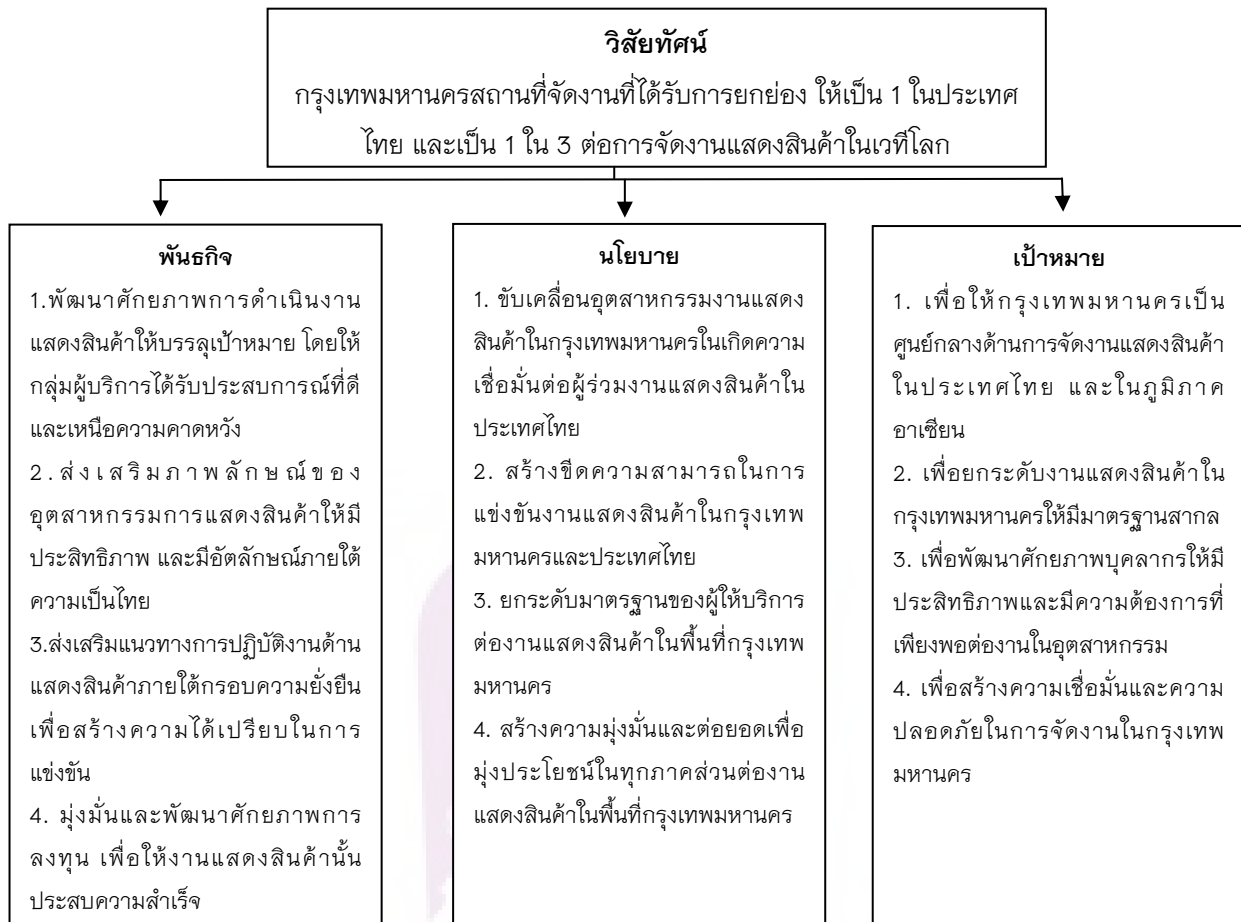 วิสัยทัศน์
กรุงเทพมหานครสถานที่จัดงานที่ได้รับการยกย่อง ให้เป็น 1 ในประเทศ
ไทย และเป็น 1 ใน 3 ต่อการจัดงานแสดงสินค้าในเวทีโลก
พันธกิจ
1.พัฒนาศักยภาพการดำเนินงาน
แสดงสินค้าให้บรรลุเป้าหมาย โดยให้
กลุ่มผู้บริการได้รับประสบการณ์ที่ดี
และเหนือความคาดหวัง
2.ส่งเสริมภาพลักษณ์ของ
อุตสาหกรรมการแสดงสินค้าให้มี
ประสิทธิภาพ และมีอัตลักษณ์ภายใต้
ความเป็นไทย
3.ส่งเสริมแนวทางการปฏิบัติงานด้าน
แสดงสินค้าภายใต้กรอบความยั่งยืน
เพื่อสร้างความได้เปรียบในการ
แข่งขัน
4. มุ่งมั่นและพัฒนาศักยภาพการ
ลงทุน เพื่อให้งานแสดงสินค้านั้น
ประสบความสำเร็จ
นโยบาย
1. ขับเคลื่อนอุตสาหกรรมงานแสดง
สินค้าในกรุงเทพมหานครในเกิดความ
เชื่อมั่นต่อผู้ร่วมงานแสดงสินค้าใน
ประเทศไทย
2. สร้างขีดความสามารถในการ
แข่งขันงานแสดงสินค้าในกรุงเทพ
มหานครและประเทศไทย
3. ยกระดับมาตรฐานของผู้ให้บริการ
ต่องานแสดงสินค้าในพื้นที่กรุงเทพ
มหานคร
4. สร้างความมุ่งมั่นและต่อยอดเพื่อ
มุ่งประโยชน์ในทุกภาคส่วนต่องาน
แสดงสินค้าในพื้นที่กรุงเทพมหานคร
เป้าหมาย
1. เพื่อให้กรุงเทพมหานครเป็น
ศูนย์กลางด้านการจัดงานแสดงสินค้า
ในประเทศไทย และในภูมิภาค
อาเซียน
2. เพื่อยกระดับงานแสดงสินค้าใน
กรุงเทพมหานครให้มีมาตรฐานสากล
3. เพื่อพัฒนาศักยภาพบุคลากรให้มี
ประสิทธิภาพและมีความต้องการที่
เพียงพอต่องานในอุตสาหกรรม
4. เพื่อสร้างความเชื่อมั่นและความ
ปลอดภัยในการจัดงานในกรุงเทพ
มหานคร